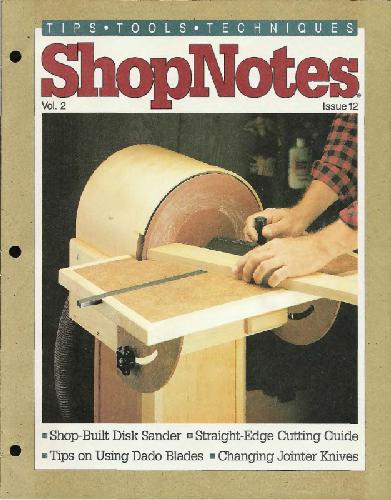 TIPS • TOOLS • TECHNIQUES
ShopNotes®
Vol. 2 Issue 12
▪ Shop-Built Disk Sander ▪ Straight-Edge Cutting Guide
▪ Tips on Using Dado Blades ▪ Changing Jointer Knives